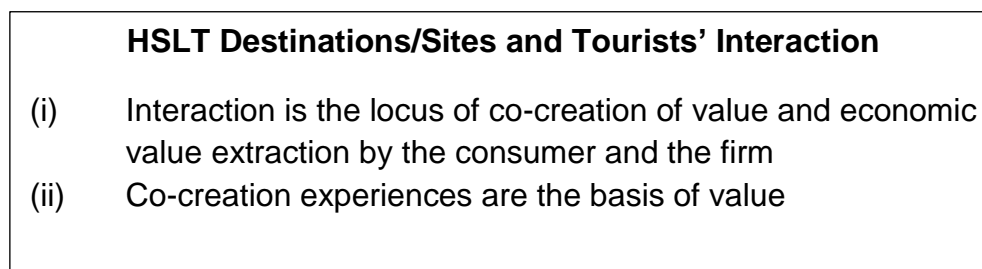 HSLT Destinations/Sites and Tourists’ Interaction
(i) Interaction is the locus of co-creation of value and economic
value extraction by the consumer and the firm
(ii) Co-creation experiences are the basis of value